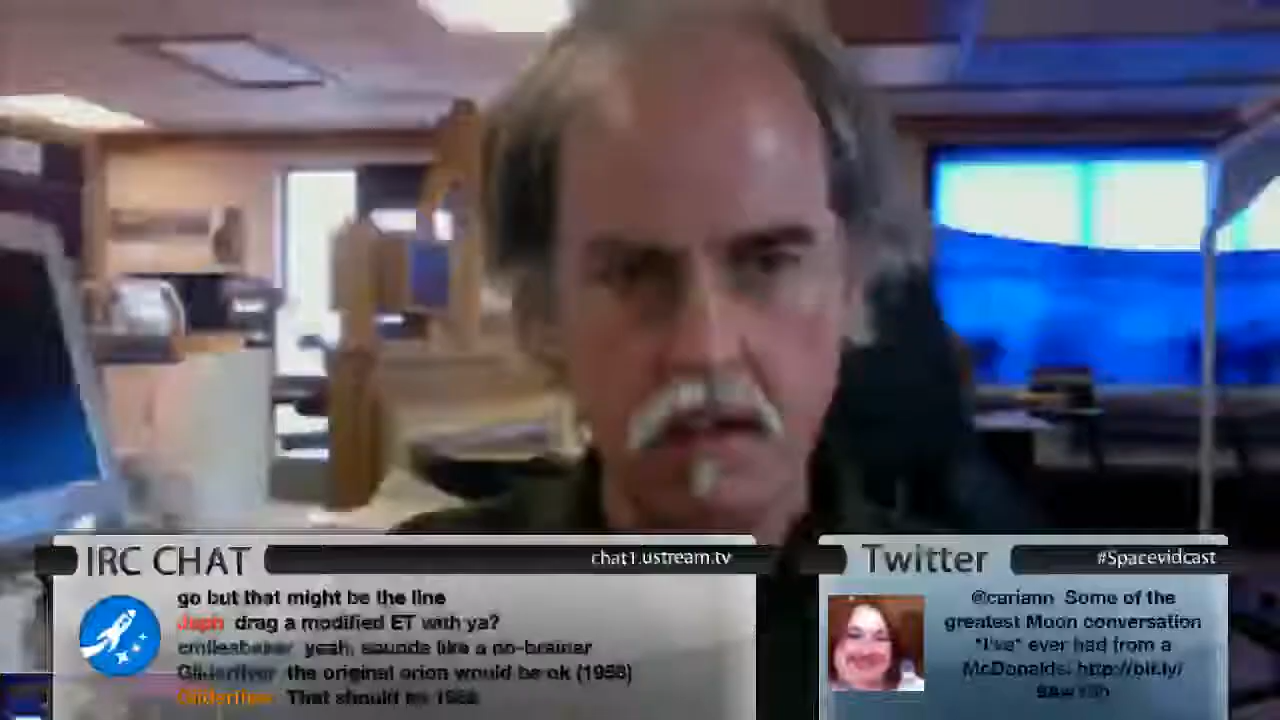 IRC CHAT
chat1.ustream.tv
go but that might be the line
Japh drag a modified ET with ya?
yeah, sounds like a no-brainer
the original orion would be ok (1958)
That should be
Twitter
#Spacevidcast
@cariann Some of the
greatest Moon conversation
*I've* ever had from a
McDonalds. http://bit.ly/